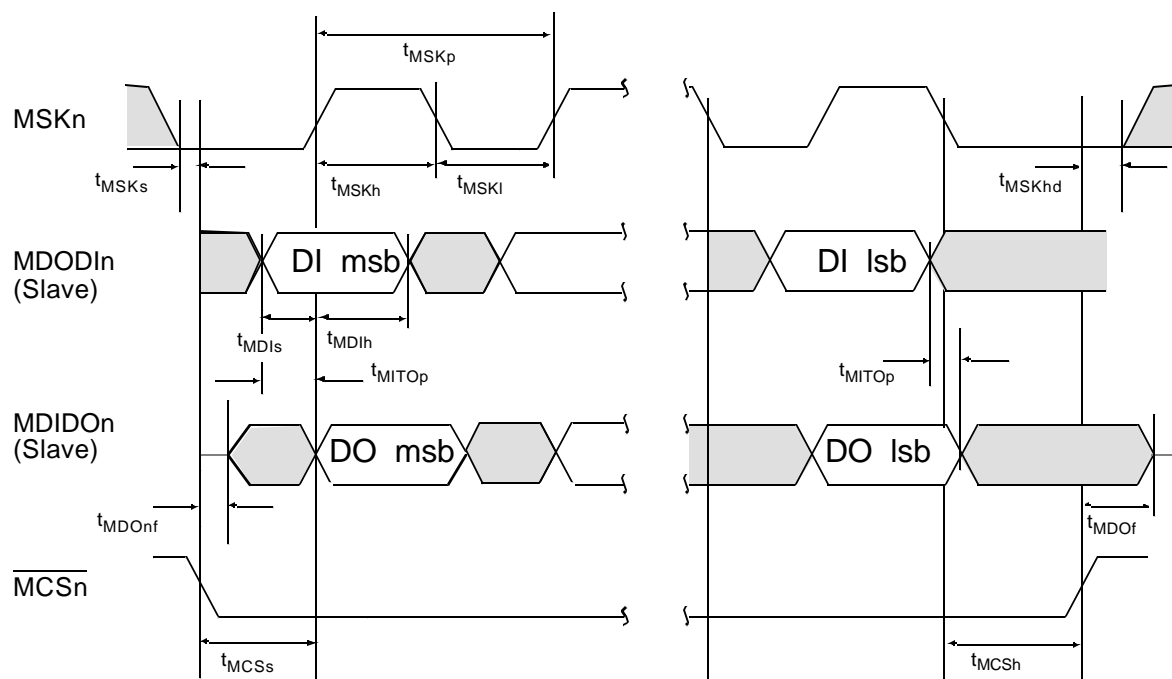 tMSKp
MSKn
tMSKs
tMSKh
tMSKl
tMSKhd
MDODIn
(Slave)
DI msb
DI lsb
tMDIs
tMDIh
tMITOp
tMITOp
MDIDOn
(Slave)
DO msb
DO lsb
tMDOnf
tMDOf
MCSn
tMCSs
tMCSh